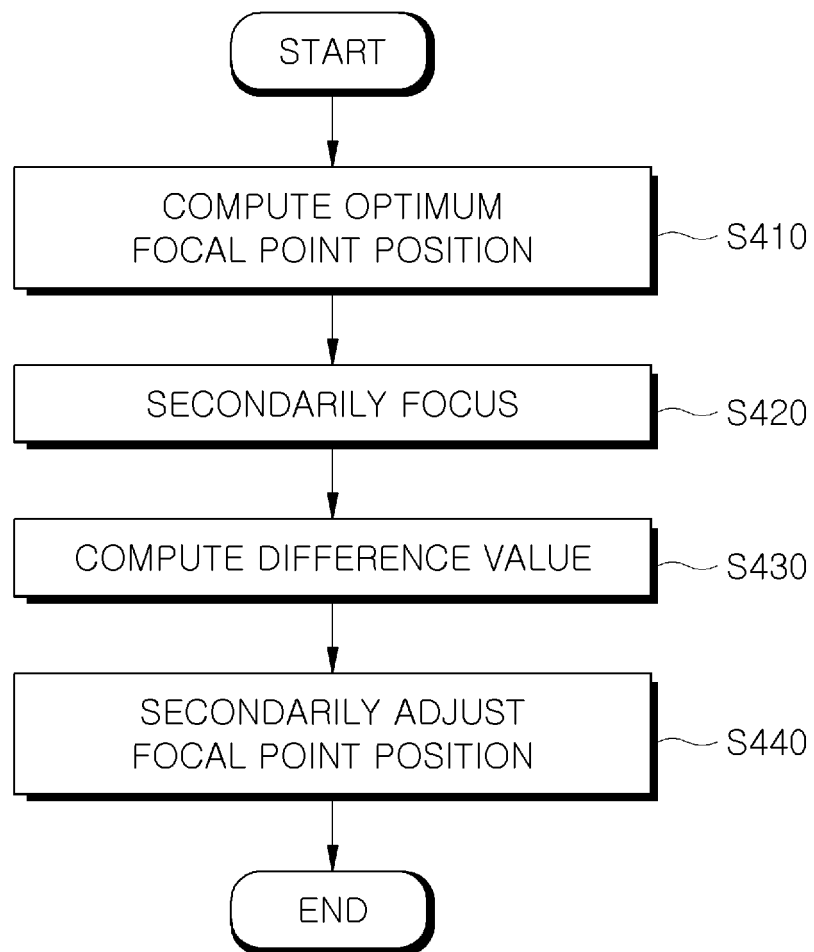 START
COMPUTE OPTIMUM
FOCAL POINT POSITION
S410
SECONDARILY FOCUS
S420
COMPUTE DIFFERENCE VALUE
S430
SECONDARILY ADJUST
FOCAL POINT POSITION
S440
END